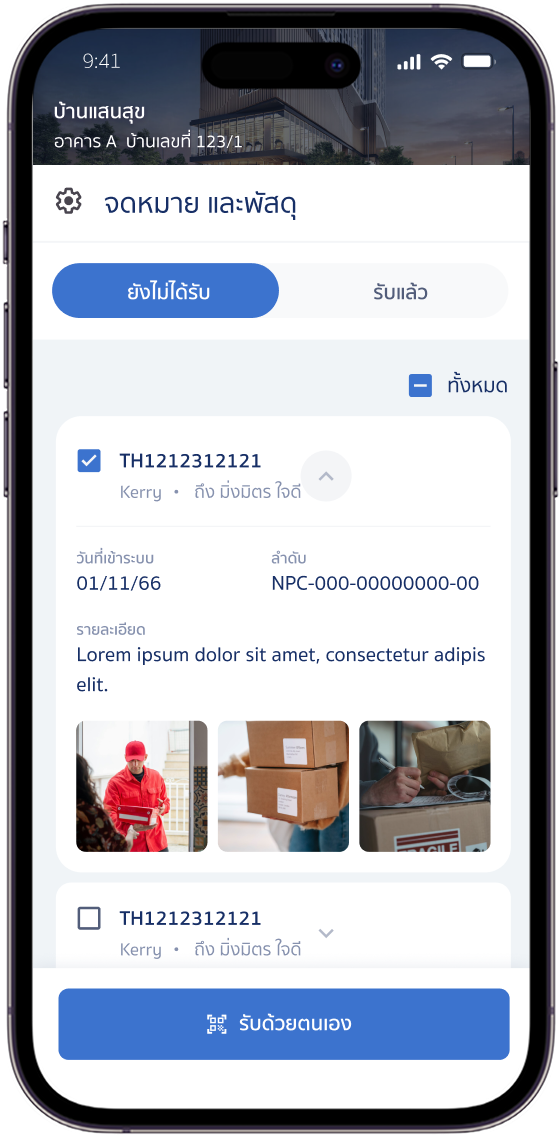 9:41
บ้านแสนสุข
อาคาร A บ้านเลขที่ 123/1
จดหมาย และพัสดุ
ยังไม่ได้รับ รับแล้ว
ทั้งหมด
TH1212312121
Kerry • ถึง มิ่งมิตร ใจดี
วันที่เข้าระบบ ลำดับ
01/11/66 NPC-000-00000000-00
รายละเอียด
Lorem ipsum dolor sit amet, consectetur adipis
elit.
FRAGILE
TH1212312121
Kerry • ถึง มิ่งมิตร ใจดี
รับด้วยตนเอง